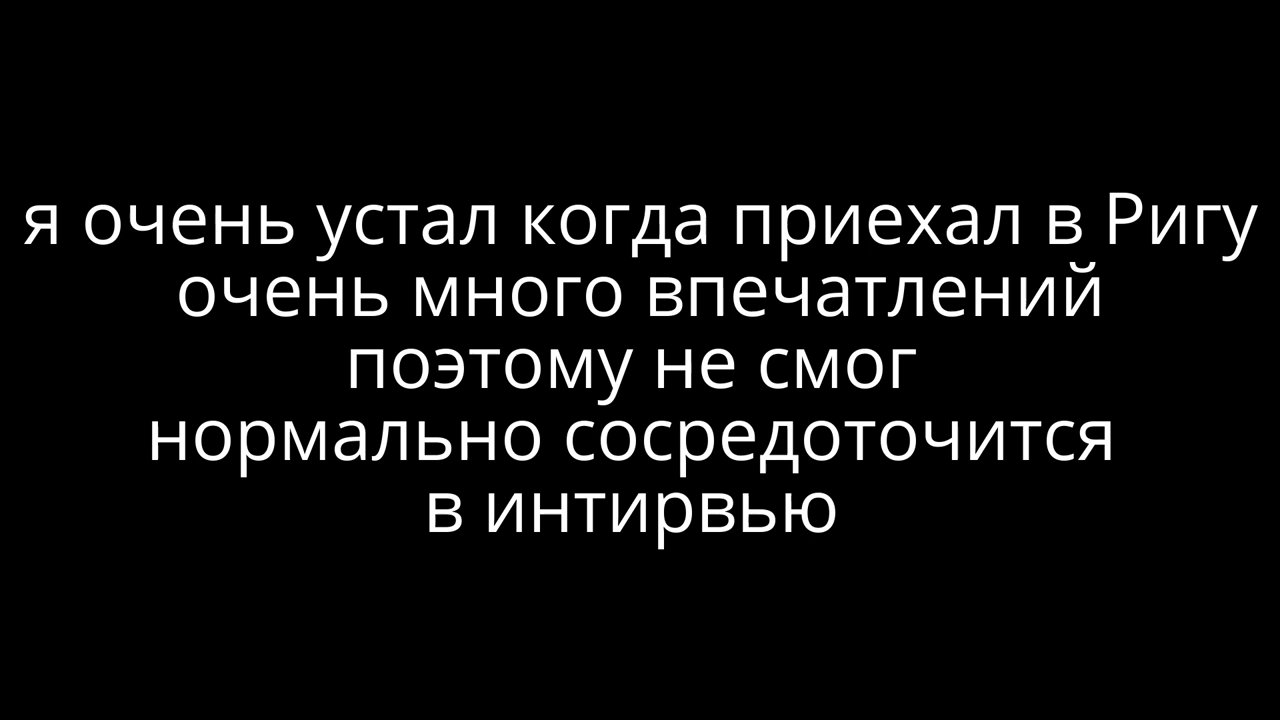 я очень устал когда приехал в Ригу
очень много впечатлений
поэтому не смог
нормально сосредоточится
в интирвью